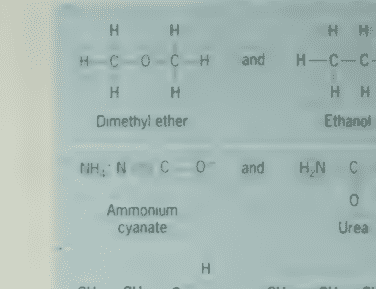 H H H H
H C O C H and H—C—C-
H H H H
Dimethyl ether Ethanol
NH₄ N C O⁻ and H₂N C
O
Ammonium
cyanate Urea
H